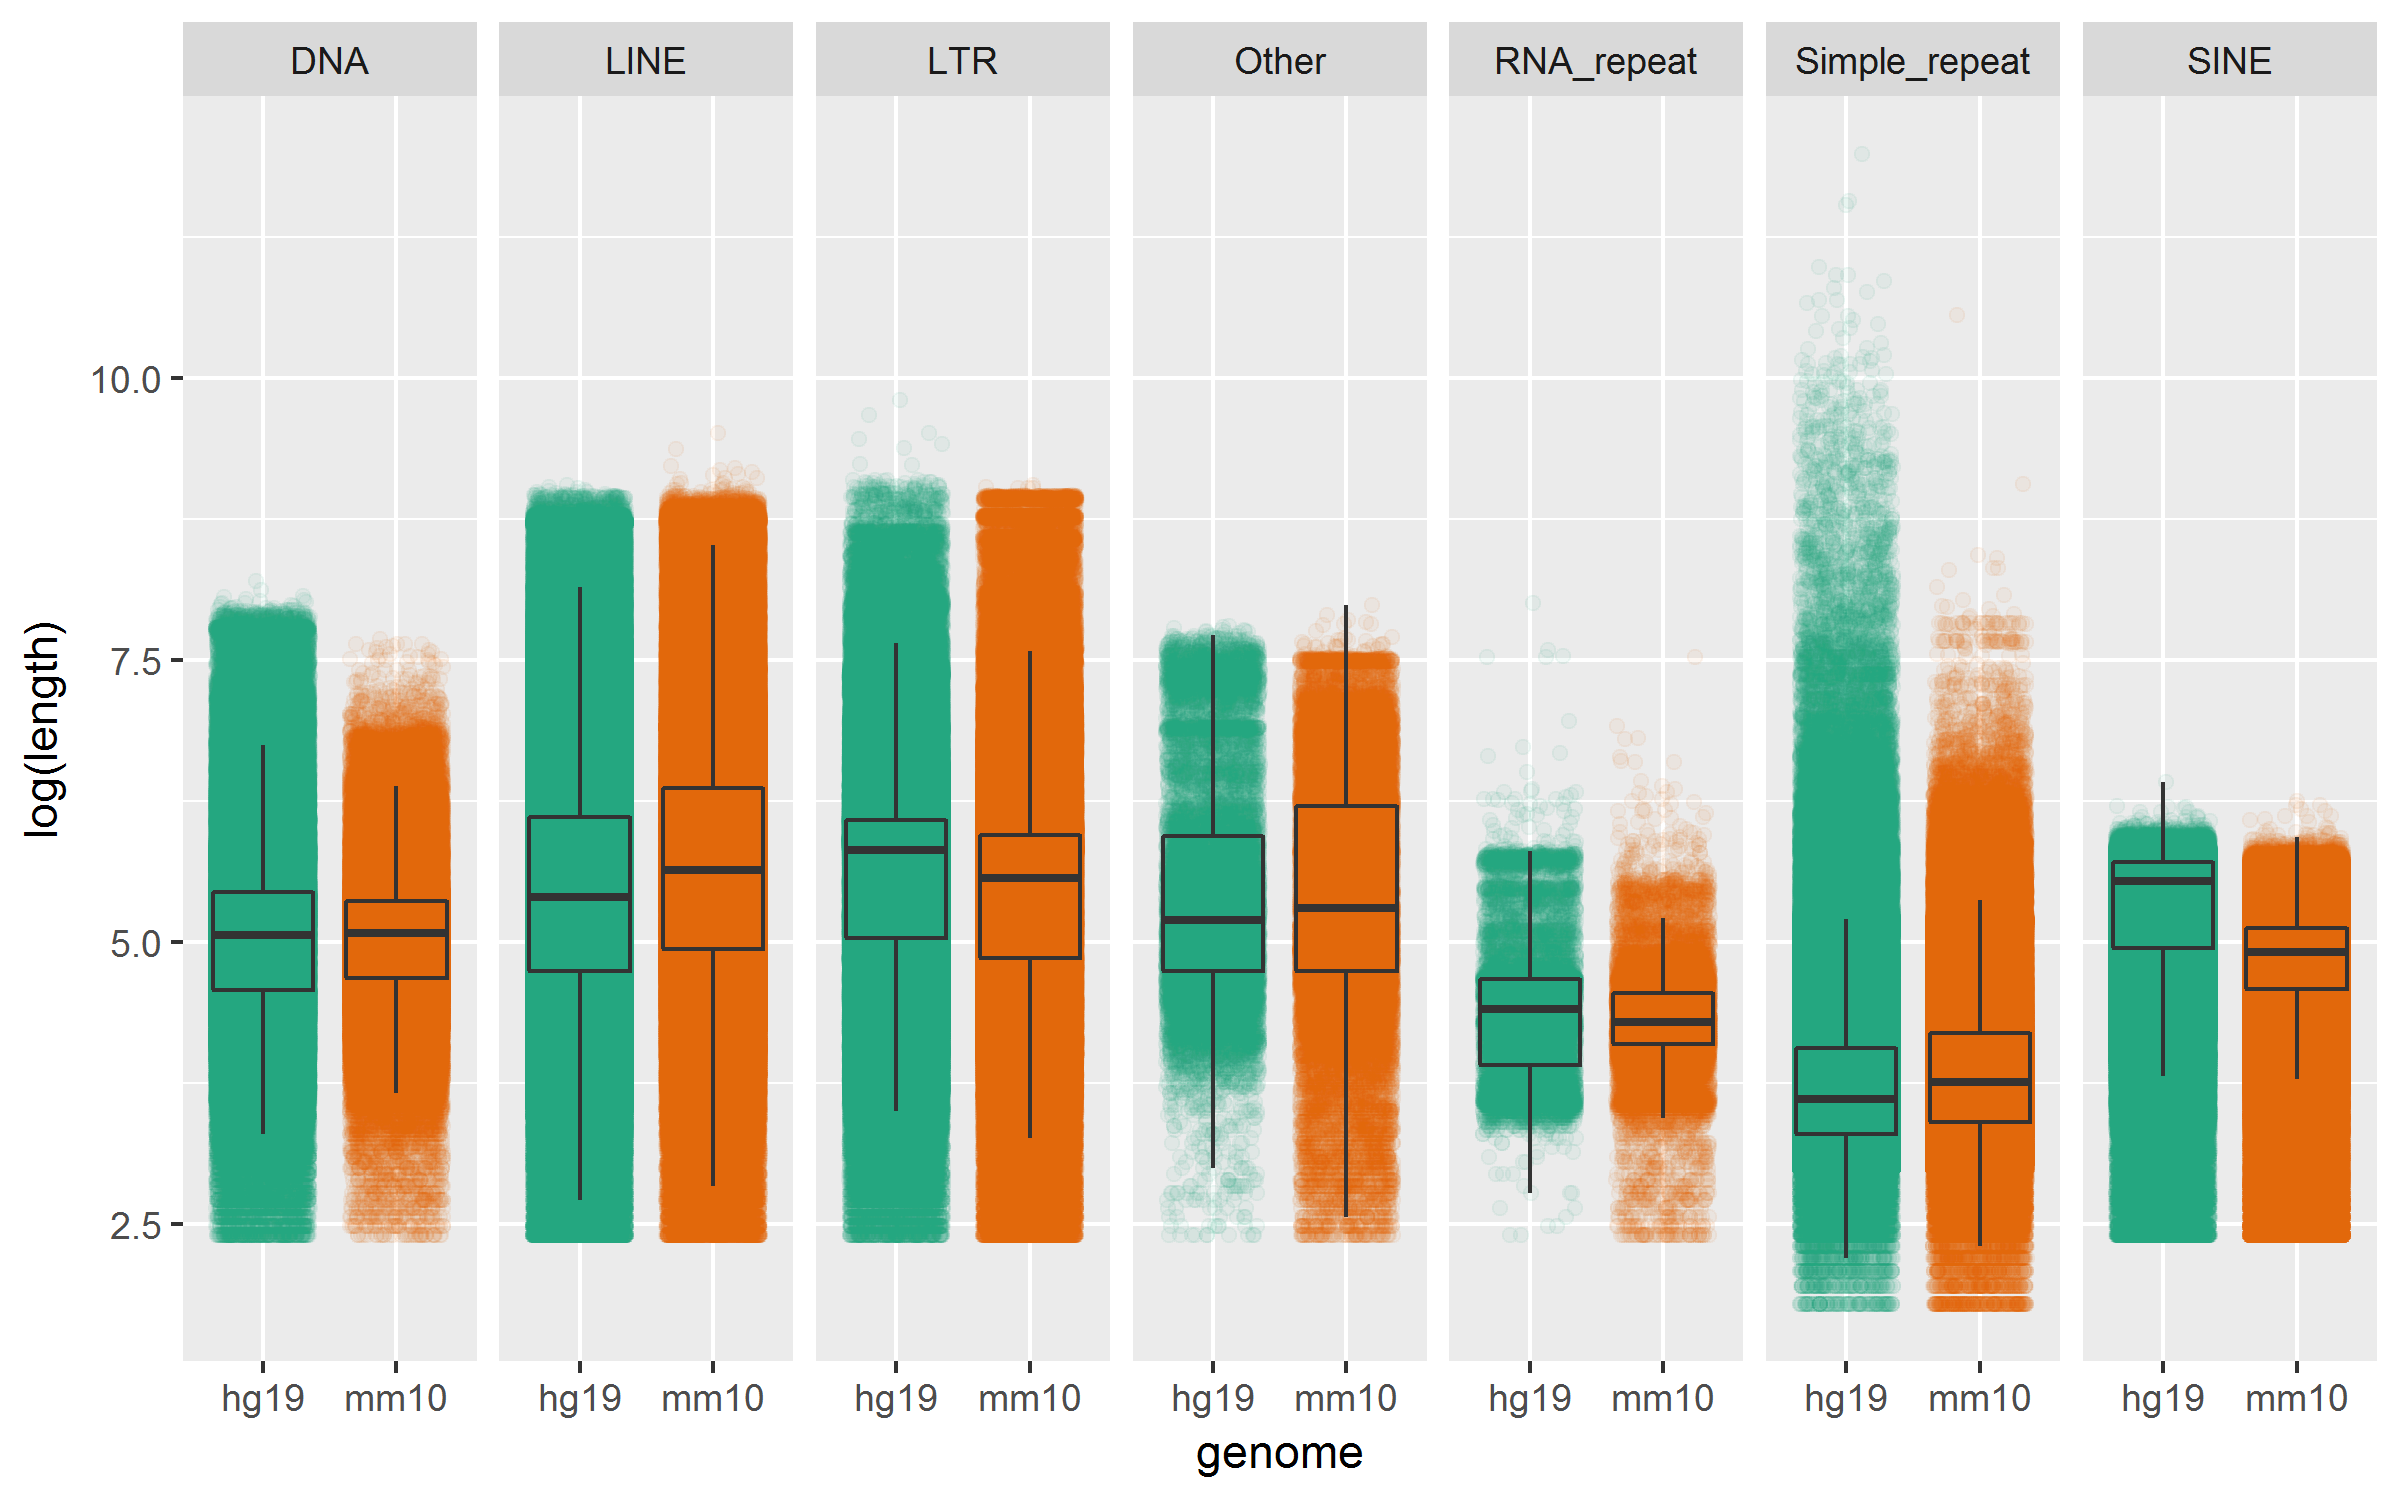 DNA LINE LTR Other RNA_repeat Simple_repeat SINE
log(length)
10.0
7.5
5.0
2.5
hg19 mm10 hg19 mm10 hg19 mm10 hg19 mm10 hg19 mm10 hg19 mm10 hg19 mm10
genome